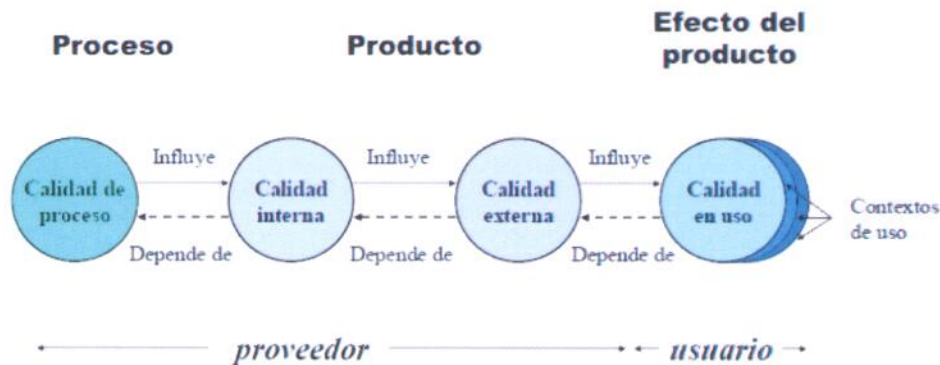 Proceso
Producto
Efecto del
producto
Influye
Influye
Influye
Calidad de
proceso
Calidad
interna
Calidad
externa
Calidad
en uso
Contextos
de uso
Depende de
Depende de
Depende de
proveedor
usuario